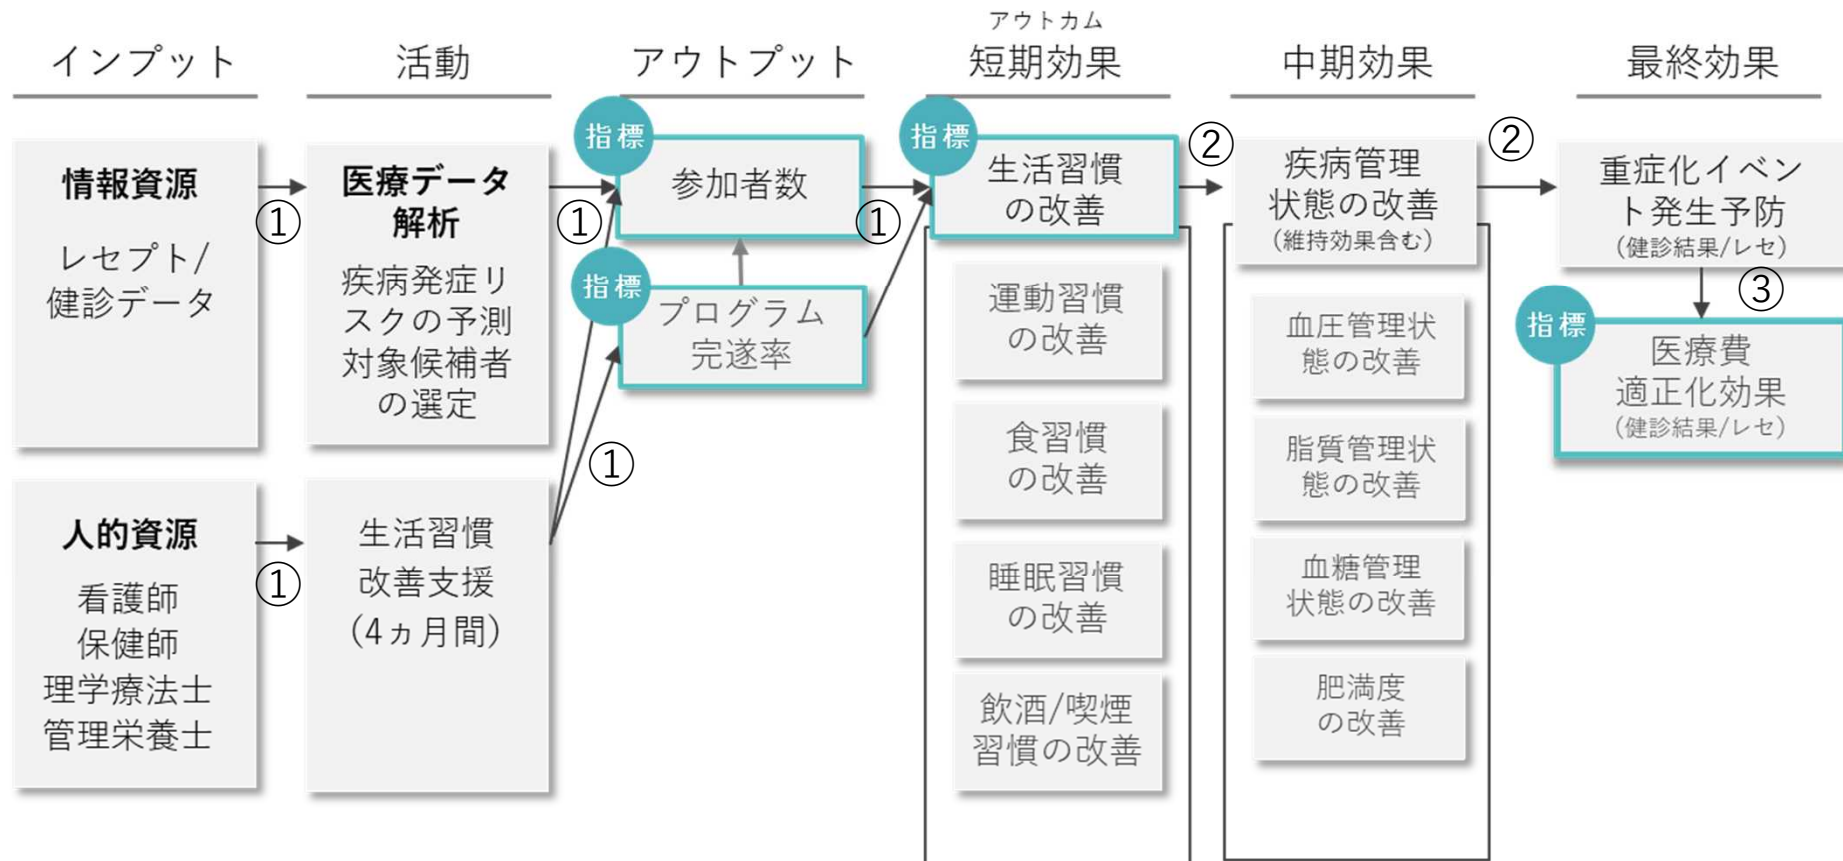 インプット
活動
アウトプット
アウトカム
短期効果
中期効果
最終効果
情報資源
レセプト/
健診データ
①
医療データ
解析
疾病発症リ
スクの予測
対象候補者
の選定
①
人的資源
看護師
保健師
理学療法士
管理栄養士
①
生活習慣
改善支援
(4ヵ月間)
①
指標
参加者数
①
指標
プログラム
完遂率
指標
生活習慣
の改善
②
運動習慣
の改善
食習慣
の改善
睡眠習慣
の改善
飲酒/喫煙
習慣の改善
疾病管理
状態の改善
(維持効果含む)
②
血圧管理状
態の改善
脂質管理状
態の改善
血糖管理
状態の改善
肥満度
の改善
重症化イベン
ト発生予防
(健診結果/レセ)
③
指標
医療費
適正化効果
(健診結果/レセ)